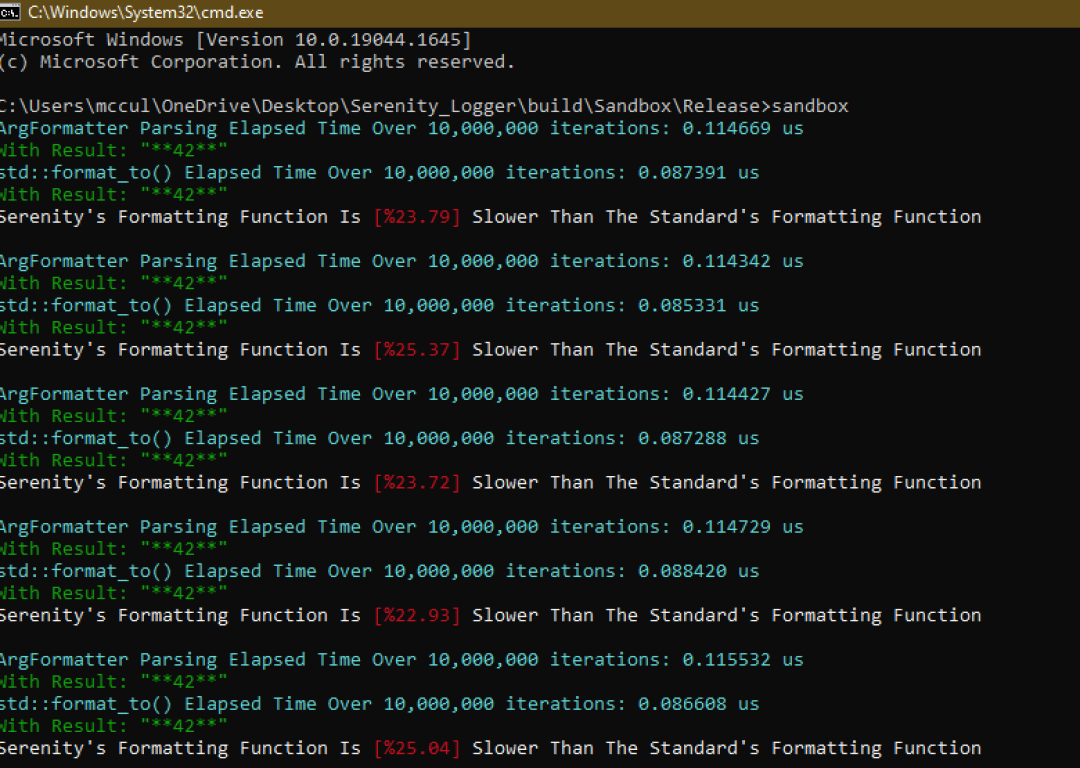 C:\Windows\System32\cmd.exe
Microsoft Windows [Version 10.0.19044.1645]
(c) Microsoft Corporation. All rights reserved.
C:\Users\mccul\OneDrive\Desktop\Serenity_Logger\build\Sandbox\Release>sandbox
ArgFormatter Parsing Elapsed Time Over 10,000,000 iterations: 0.114669 us
With Result: "**42**"
std::format_to() Elapsed Time Over 10,000,000 iterations: 0.087391 us
With Result: "**42**"
Serenity's Formatting Function Is [%23.79] Slower Than The Standard's Formatting Function
ArgFormatter Parsing Elapsed Time Over 10,000,000 iterations: 0.114342 us
With Result: "**42**"
std::format_to() Elapsed Time Over 10,000,000 iterations: 0.085331 us
With Result: "**42**"
Serenity's Formatting Function Is [%25.37] Slower Than The Standard's Formatting Function
ArgFormatter Parsing Elapsed Time Over 10,000,000 iterations: 0.114427 us
With Result: "**42**"
std::format_to() Elapsed Time Over 10,000,000 iterations: 0.087288 us
With Result: "**42**"
Serenity's Formatting Function Is [%23.72] Slower Than The Standard's Formatting Function
ArgFormatter Parsing Elapsed Time Over 10,000,000 iterations: 0.114729 us
With Result: "**42**"
std::format_to() Elapsed Time Over 10,000,000 iterations: 0.088420 us
With Result: "**42**"
Serenity's Formatting Function Is [%22.93] Slower Than The Standard's Formatting Function
ArgFormatter Parsing Elapsed Time Over 10,000,000 iterations: 0.115532 us
With Result: "**42**"
std::format_to() Elapsed Time Over 10,000,000 iterations: 0.086608 us
With Result: "**42**"
Serenity's Formatting Function Is [%25.04] Slower Than The Standard's Formatting Function